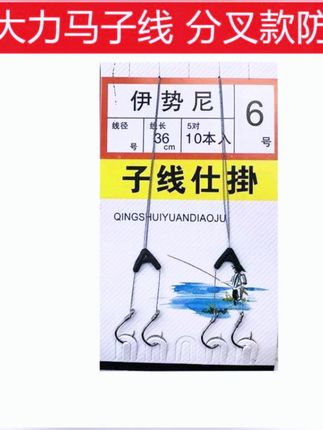 大力马子线 分叉款防
伊势尼
6
号
线径
号
线长
36
cm
5对
10本入
子线仕掛
QINGSHUIYUANDIAOJU